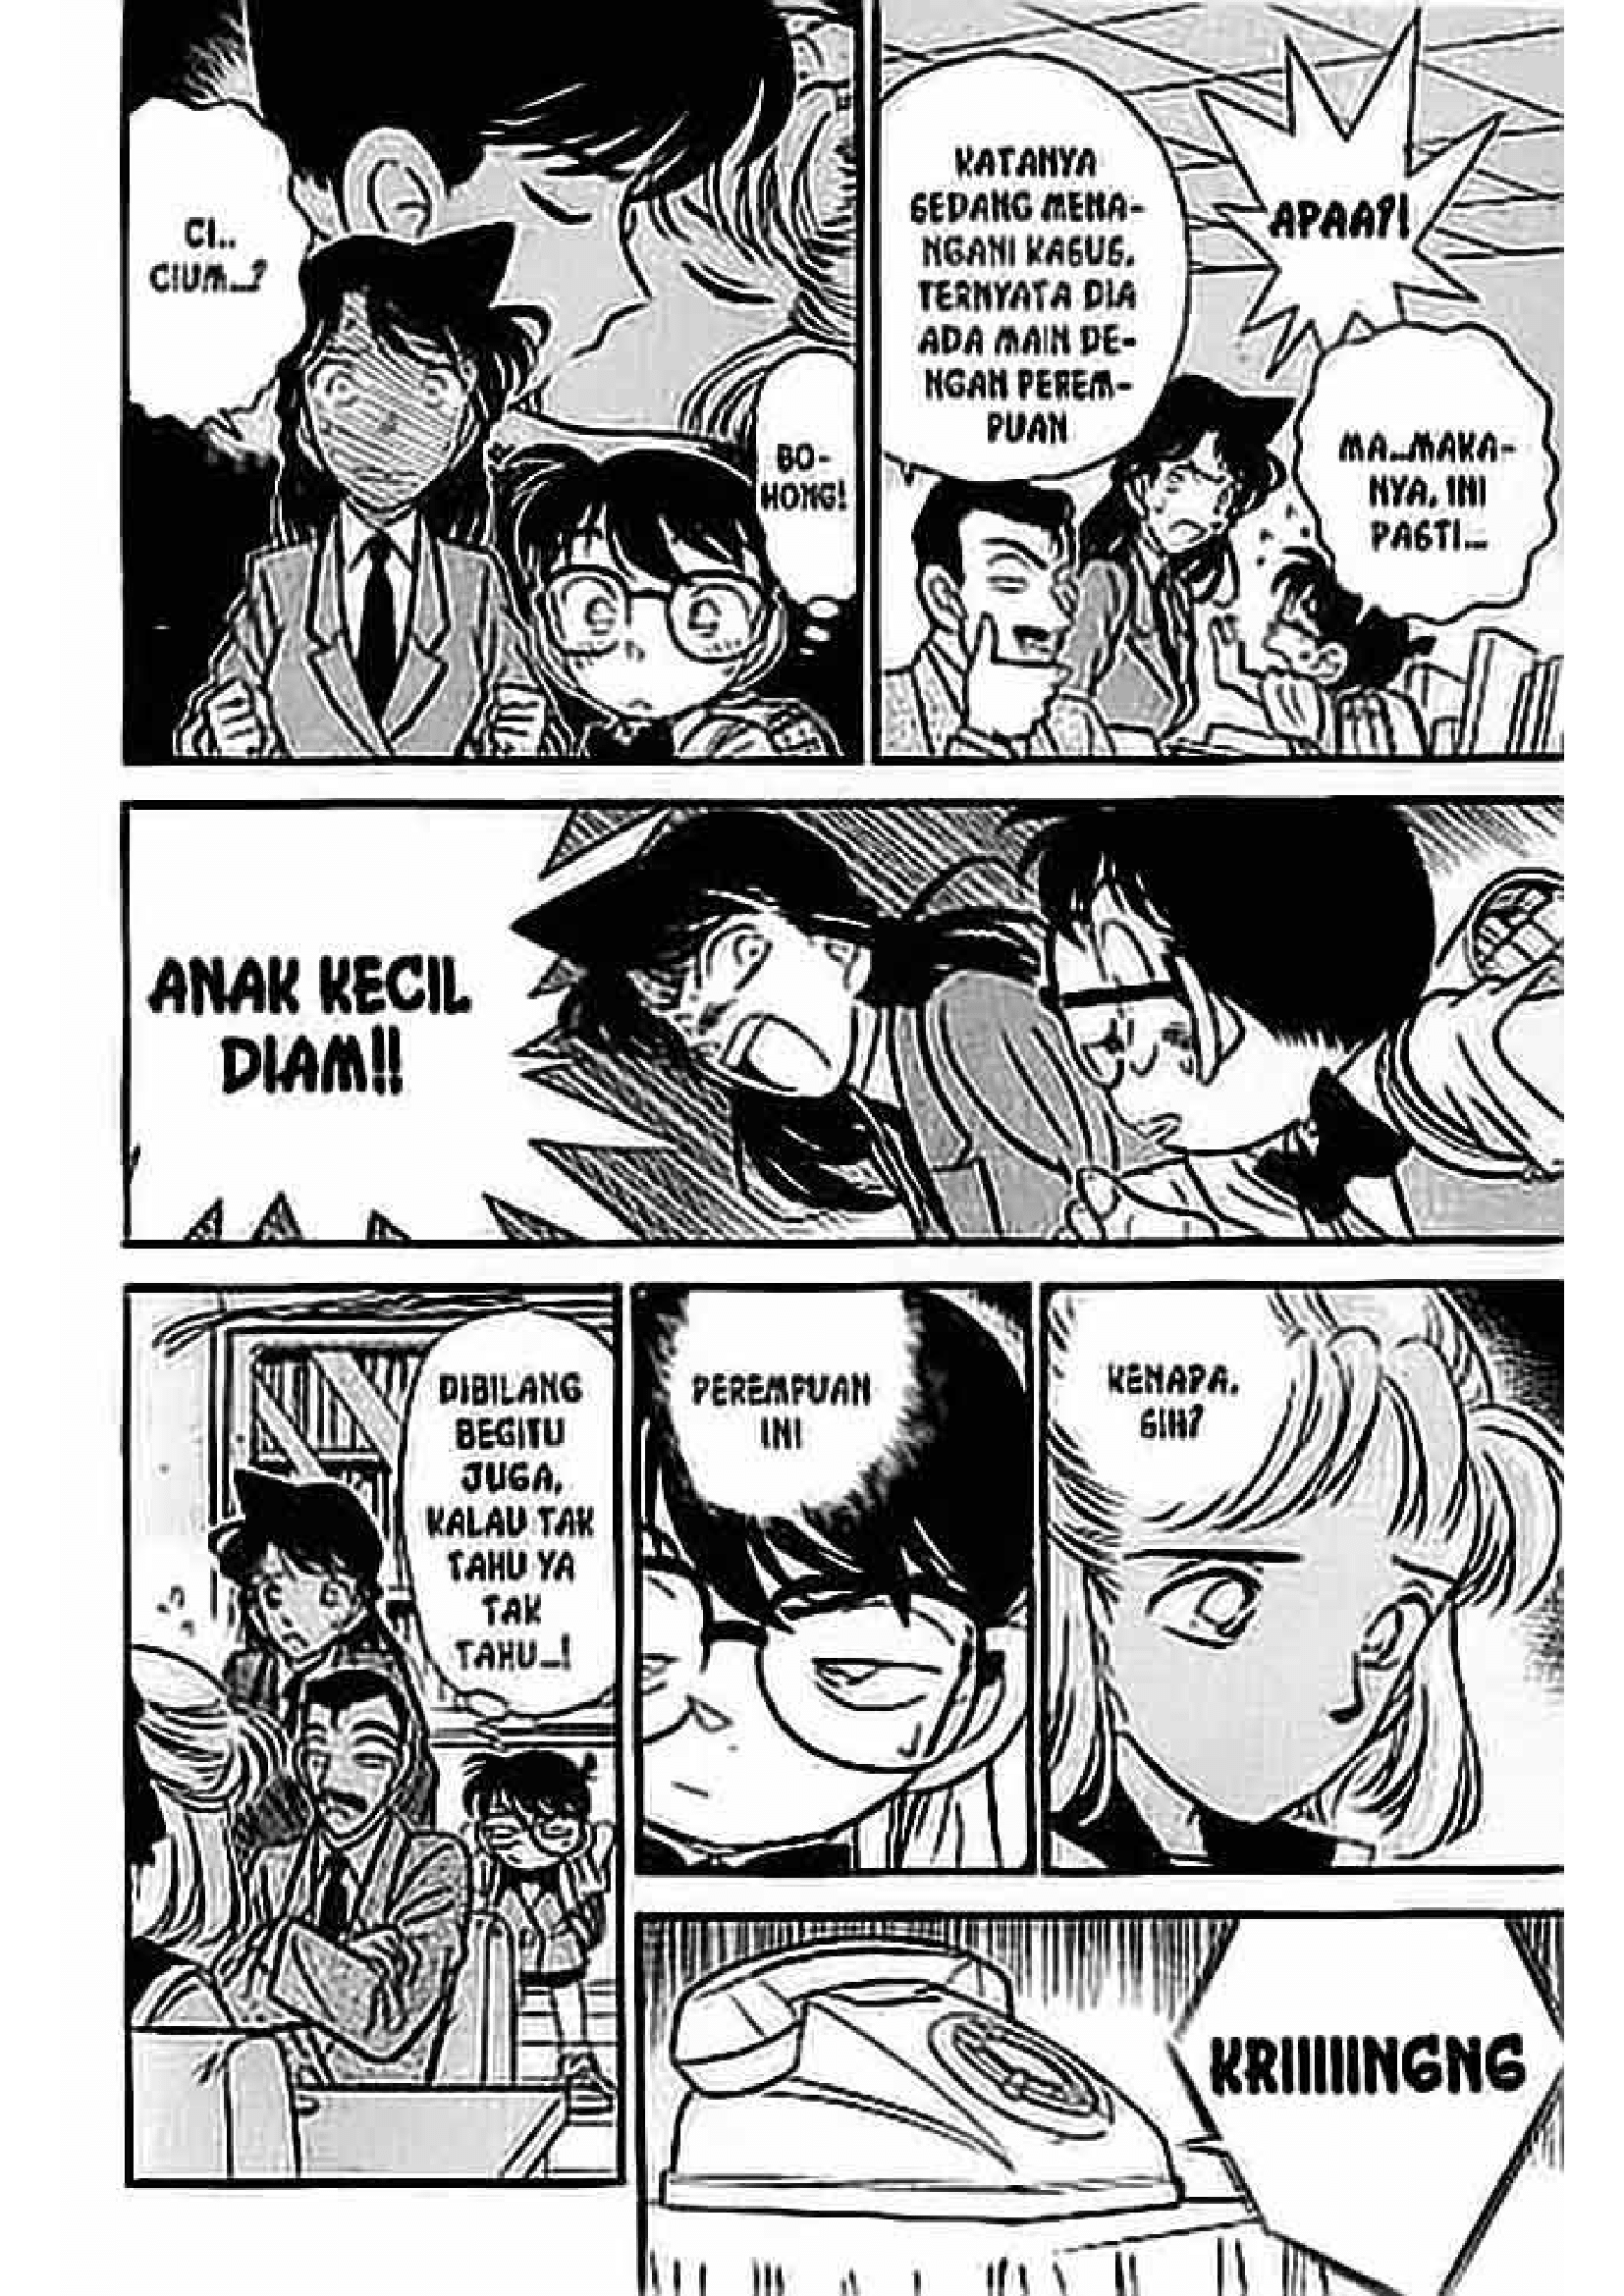 APAA?!
KATANYA
SEDANG MENA-
NGANI KASUS.
TERNYATA DIA
ADA MAIN DE-
NGAN PEREM-
PUAN
MA...MAKA-
NYA, INI
PASTI...
CI..
CIUM...?
BO-
HONG!
ANAK KECIL
DIAM!!
KENAPA,
SIH?
PEREMPUAN
INI
DIBILANG
BEGITU
JUGA,
KALAU TAK
TAHU YA
TAK
TAHU...!
KRIIIIINGNG